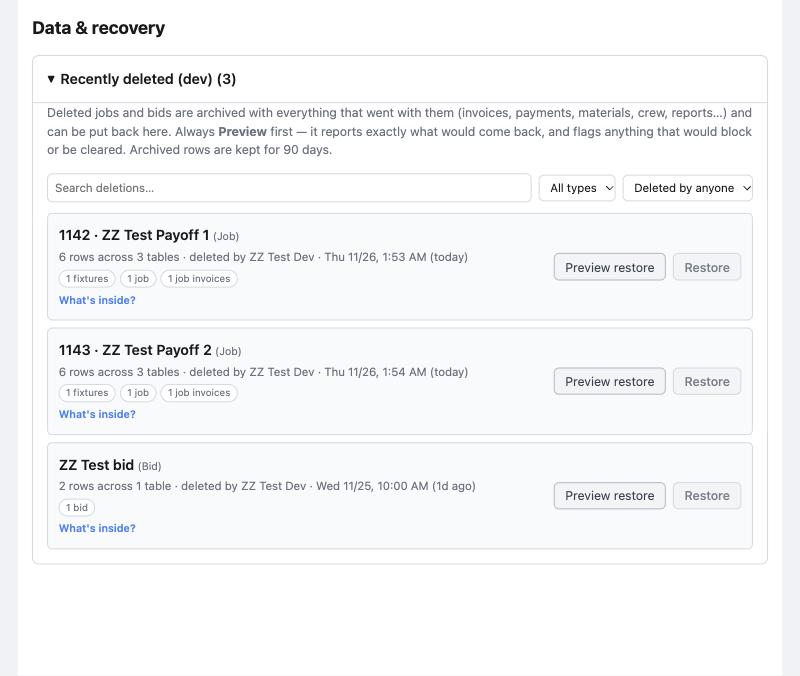 Data & recovery
▼ Recently deleted (dev) (3)
Deleted jobs and bids are archived with everything that went with them (invoices, payments, materials, crew, reports…) and
can be put back here. Always Preview first — it reports exactly what would come back, and flags anything that would block
or be cleared. Archived rows are kept for 90 days.
Search deletions… All types Deleted by anyone
1142 · ZZ Test Payoff 1 (Job)
6 rows across 3 tables · deleted by ZZ Test Dev · Thu 11/26, 1:53 AM (today)
Preview restore Restore
1 fixtures 1 job 1 job invoices
What's inside?
1143 · ZZ Test Payoff 2 (Job)
6 rows across 3 tables · deleted by ZZ Test Dev · Thu 11/26, 1:54 AM (today)
Preview restore Restore
1 fixtures 1 job 1 job invoices
What's inside?
ZZ Test bid (Bid)
2 rows across 1 table · deleted by ZZ Test Dev · Wed 11/25, 10:00 AM (1d ago)
Preview restore Restore
1 bid
What's inside?